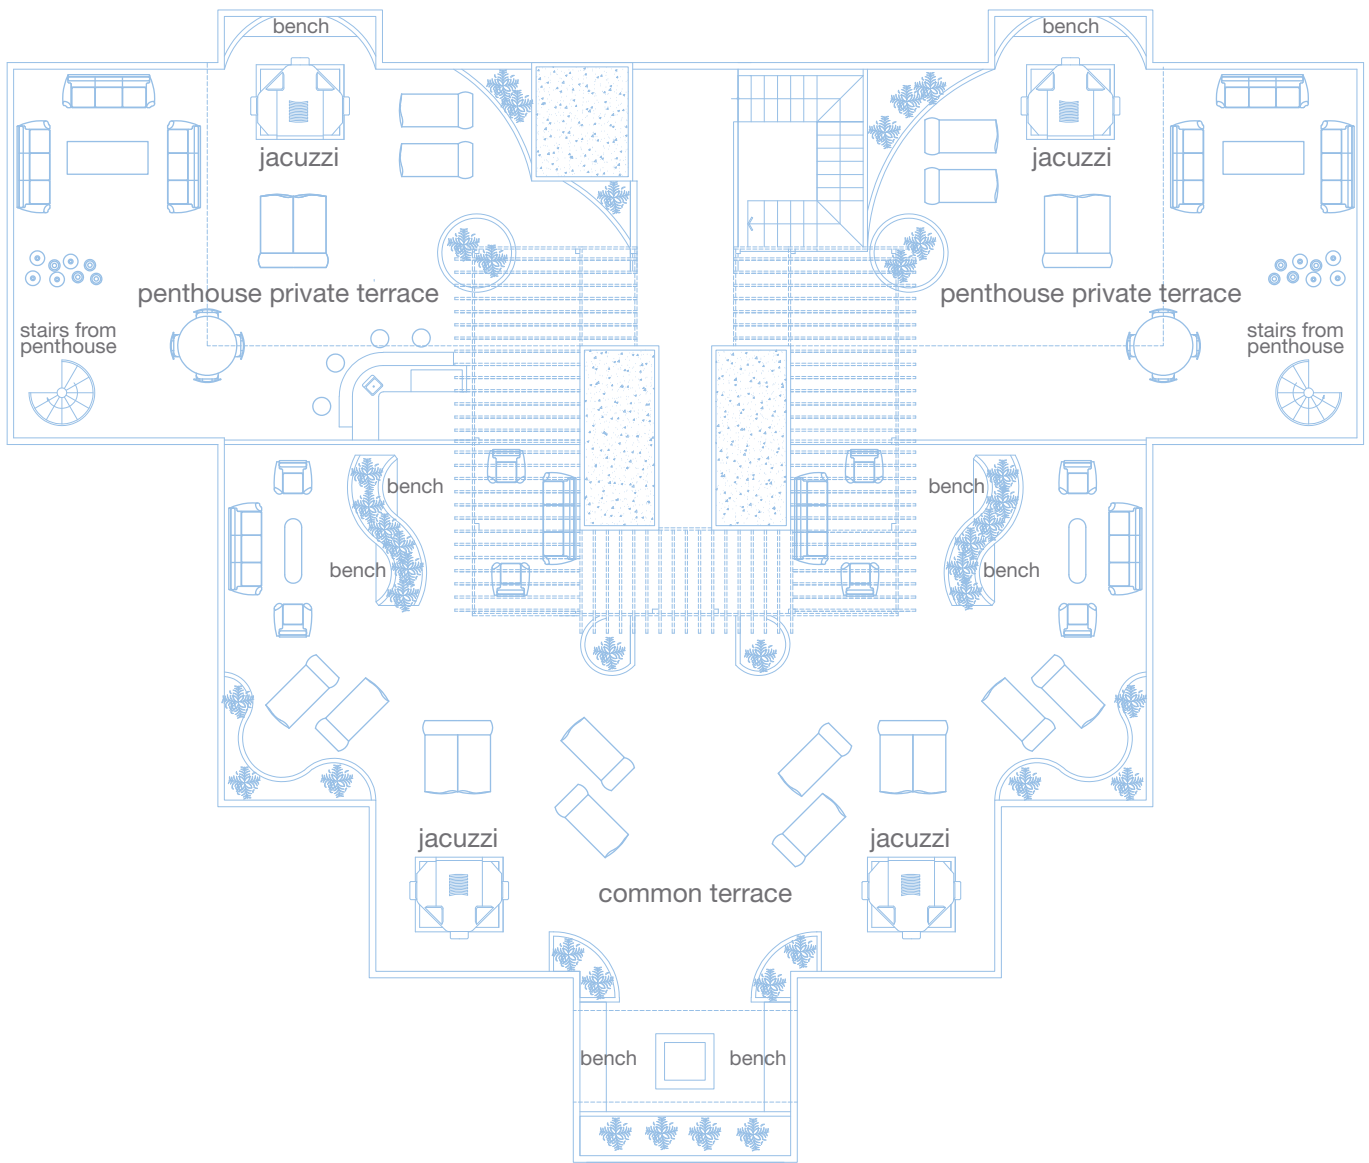 bench
bench
jacuzzi
jacuzzi
penthouse private terrace
penthouse private terrace
stairs from
penthouse
stairs from
penthouse
bench
bench
bench
bench
jacuzzi
jacuzzi
common terrace
bench
bench